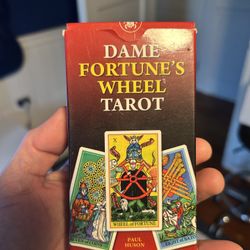 DAME
FORTUNE'S
WHEEL
TAROT
X
WHEEL OF FORTUNE
PAUL
HUSON